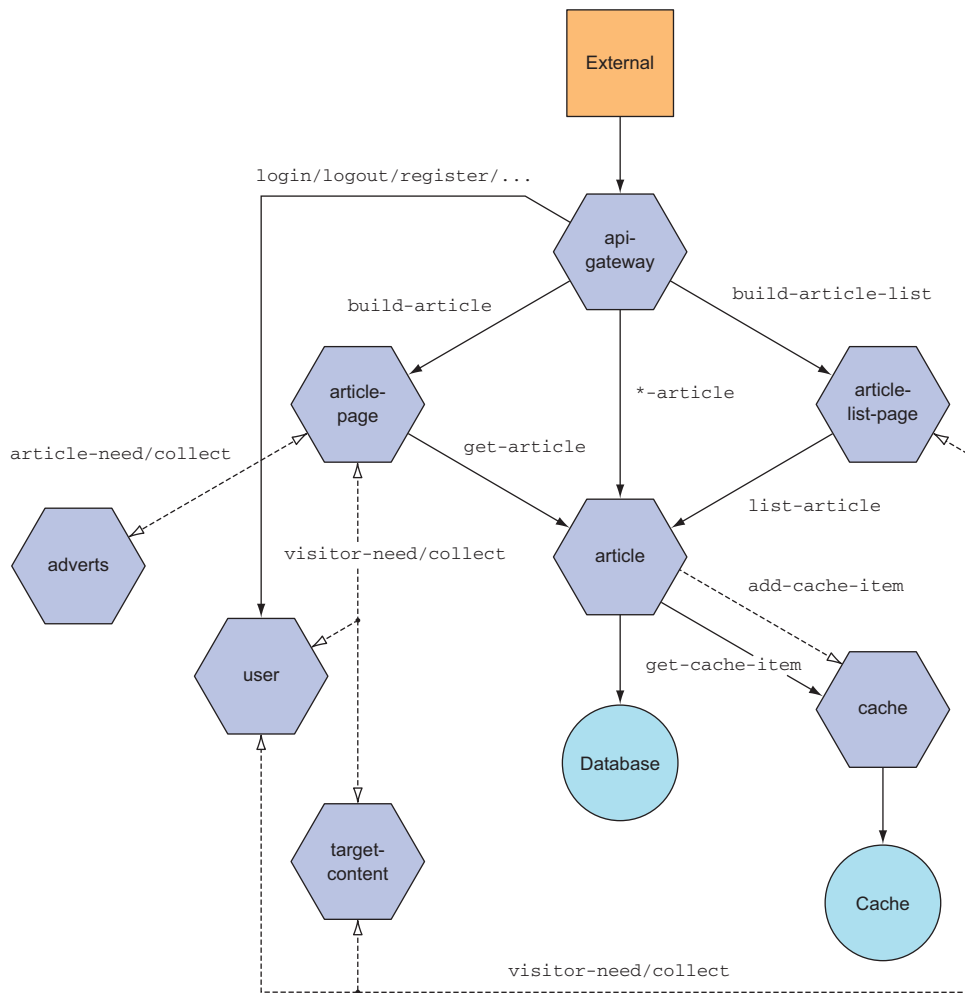 External
login/logout/register/...
api-
gateway
build-article
build-article-list
article-
page
*-article
article-
list-page
article-need/collect
get-article
list-article
adverts
visitor-need/collect
article
add-cache-item
user
get-cache-item
cache
Database
target-
content
Cache
visitor-need/collect